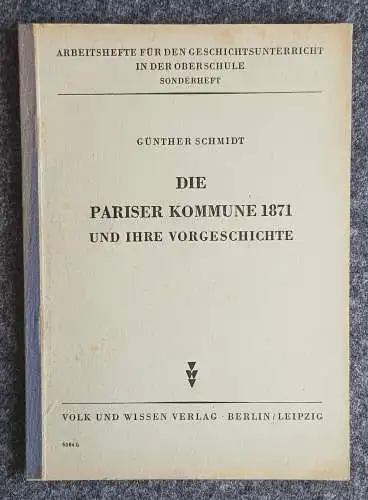 ARBEITSHEFTE FÜR DEN GESCHICHTSUNTERRICHT
IN DER OBERSCHULE
SONDERHEFT
GÜNTHER SCHMIDT
DIE
PARISER KOMMUNE 1871
UND IHRE VORGESCHICHTE
VOLK UND WISSEN VERLAG · BERLIN/LEIPZIG